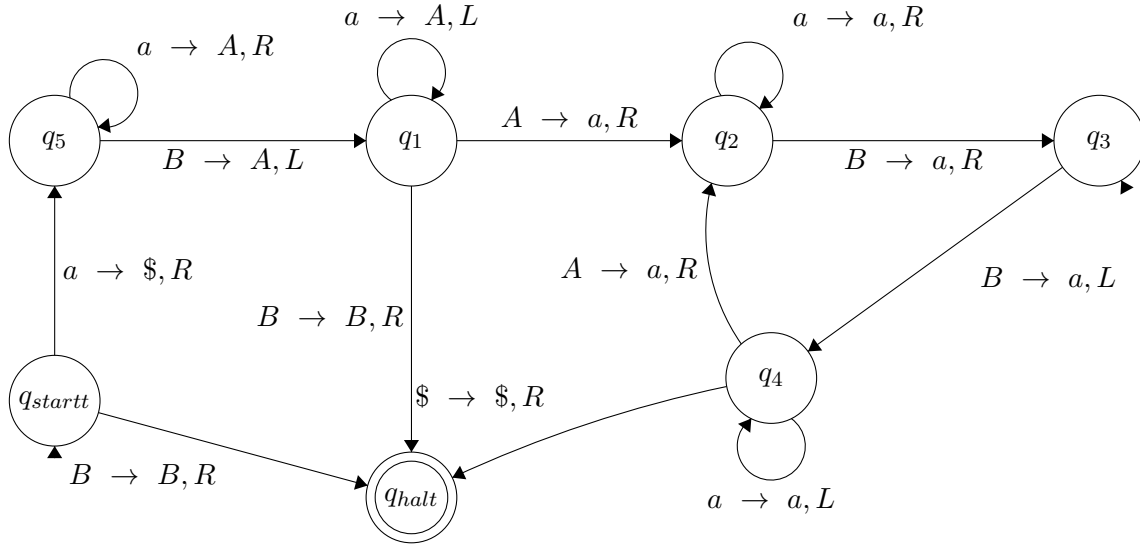 a → A, L
a → a, R
a → A, R
q5
q1
q2
q3
A → a, R
B → A, L
B → a, R
a → $, R
A → a, R
B → a, L
B → B, R
q4
qstartt
$ → $, R
B → B, R
qhalt
a → a, L